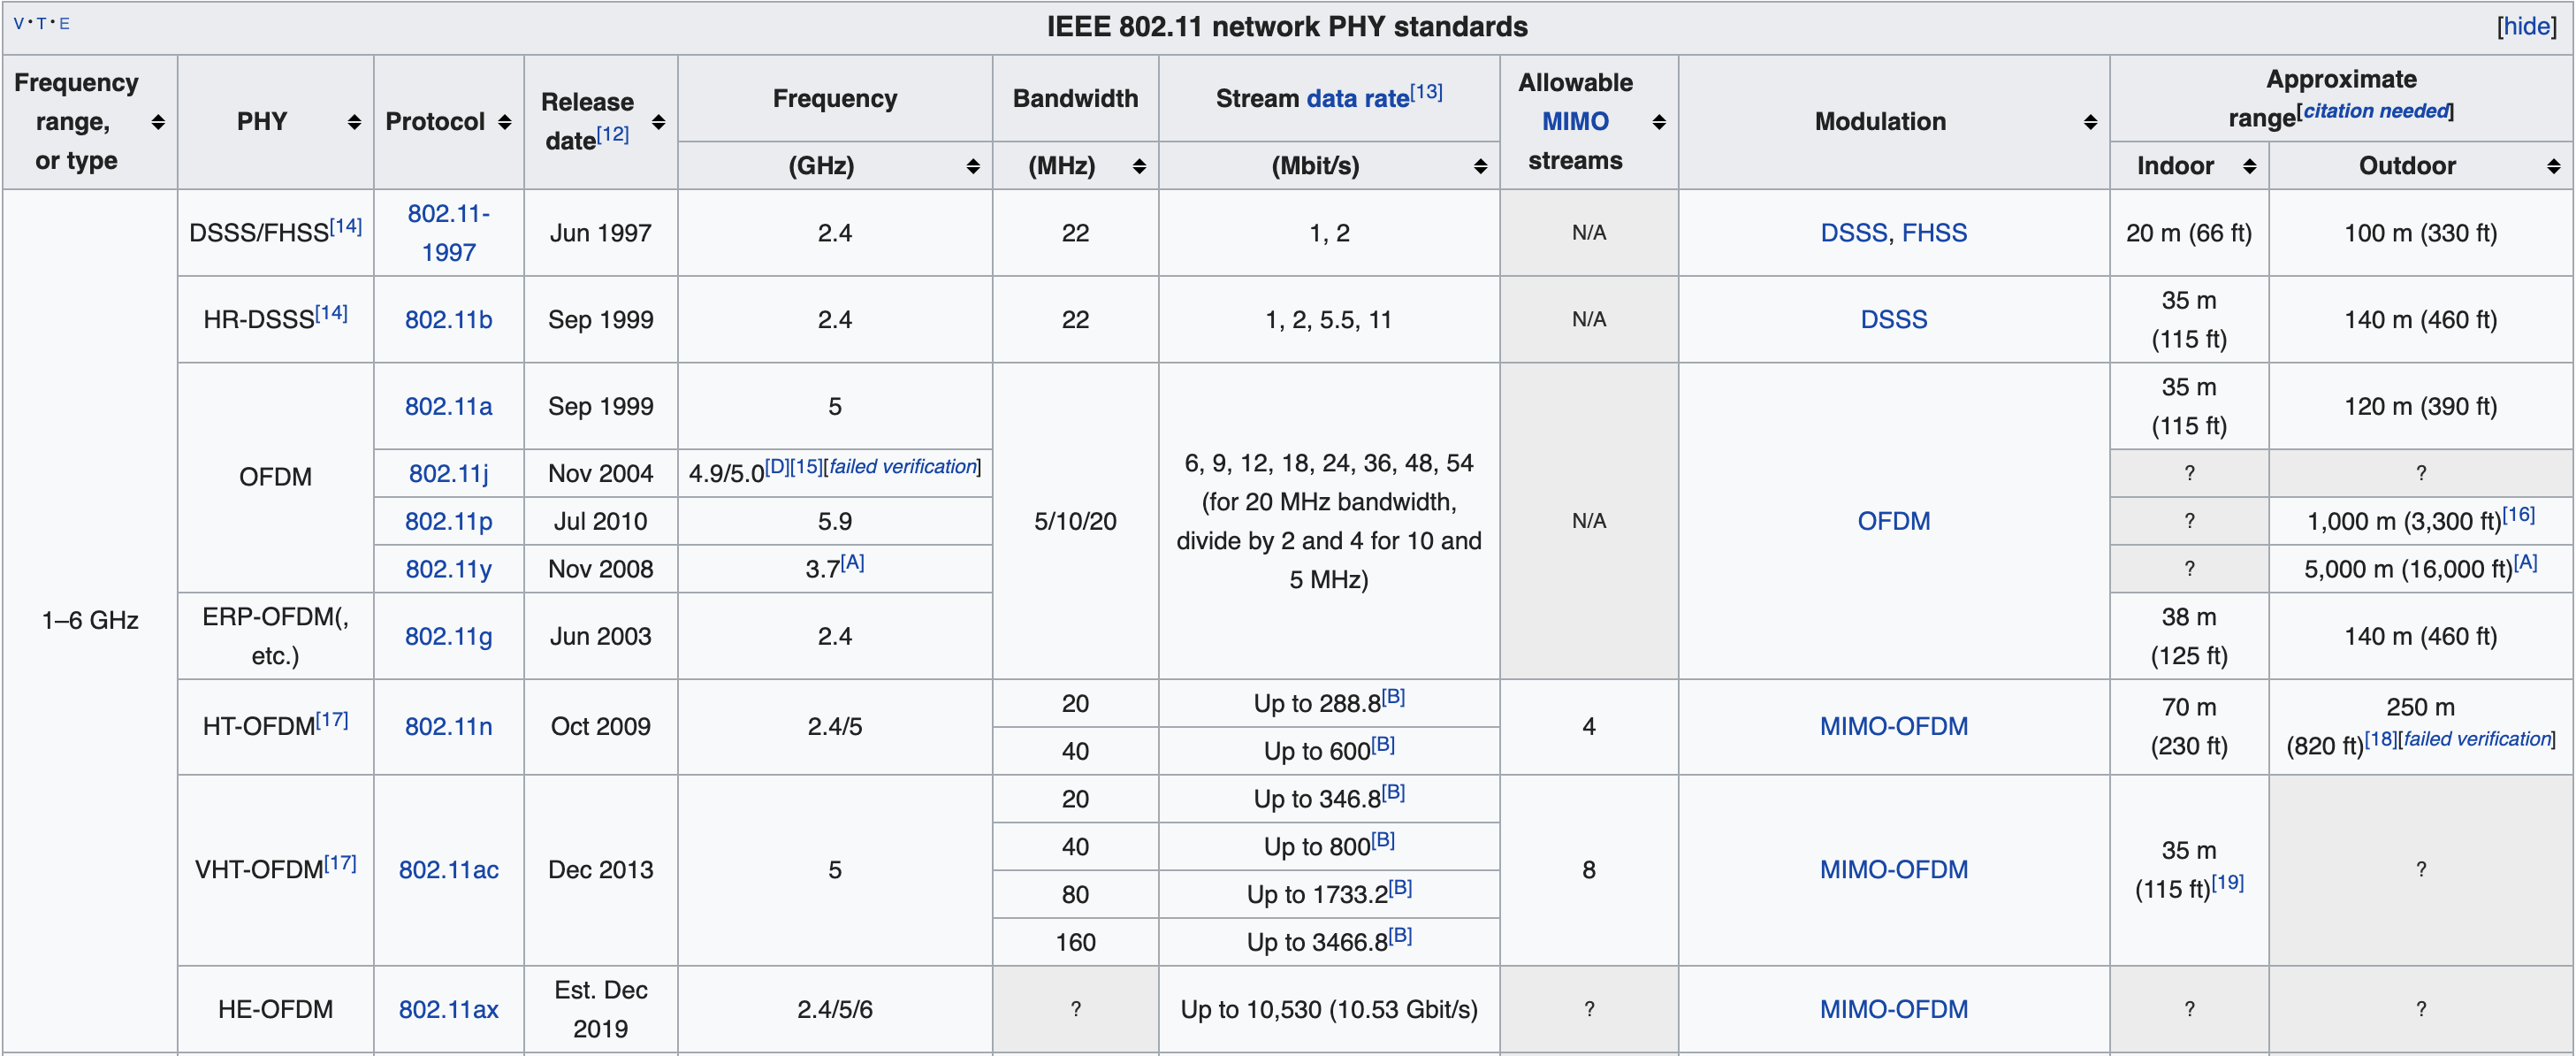 V • T • E
IEEE 802.11 network PHY standards
[hide]
Frequency
range,
or type
PHY
Protocol
Release
date[12]
Frequency
Bandwidth
Stream data rate[13]
Allowable
MIMO
streams
Modulation
Approximate
range[citation needed]
(GHz)
(MHz)
(Mbit/s)
Indoor
Outdoor
1–6 GHz
DSSS/FHSS[14]
802.11-
1997
Jun 1997
2.4
22
1, 2
N/A
DSSS, FHSS
20 m (66 ft)
100 m (330 ft)
HR-DSSS[14]
802.11b
Sep 1999
2.4
22
1, 2, 5.5, 11
N/A
DSSS
35 m
(115 ft)
140 m (460 ft)
OFDM
802.11a
Sep 1999
5
5/10/20
6, 9, 12, 18, 24, 36, 48, 54
(for 20 MHz bandwidth,
divide by 2 and 4 for 10 and
5 MHz)
N/A
OFDM
35 m
(115 ft)
120 m (390 ft)
802.11j
Nov 2004
4.9/5.0[D][15][failed verification]
?
?
802.11p
Jul 2010
5.9
?
1,000 m (3,300 ft)[16]
802.11y
Nov 2008
3.7[A]
?
5,000 m (16,000 ft)[A]
ERP-OFDM(,
etc.)
802.11g
Jun 2003
2.4
38 m
(125 ft)
140 m (460 ft)
HT-OFDM[17]
802.11n
Oct 2009
2.4/5
20
Up to 288.8[B]
40
Up to 600[B]
4
MIMO-OFDM
70 m
(230 ft)
250 m
(820 ft)[18][failed verification]
VHT-OFDM[17]
802.11ac
Dec 2013
5
20
Up to 346.8[B]
40
Up to 800[B]
80
Up to 1733.2[B]
160
Up to 3466.8[B]
8
MIMO-OFDM
35 m
(115 ft)[19]
?
HE-OFDM
802.11ax
Est. Dec
2019
2.4/5/6
?
Up to 10,530 (10.53 Gbit/s)
?
MIMO-OFDM
?
?